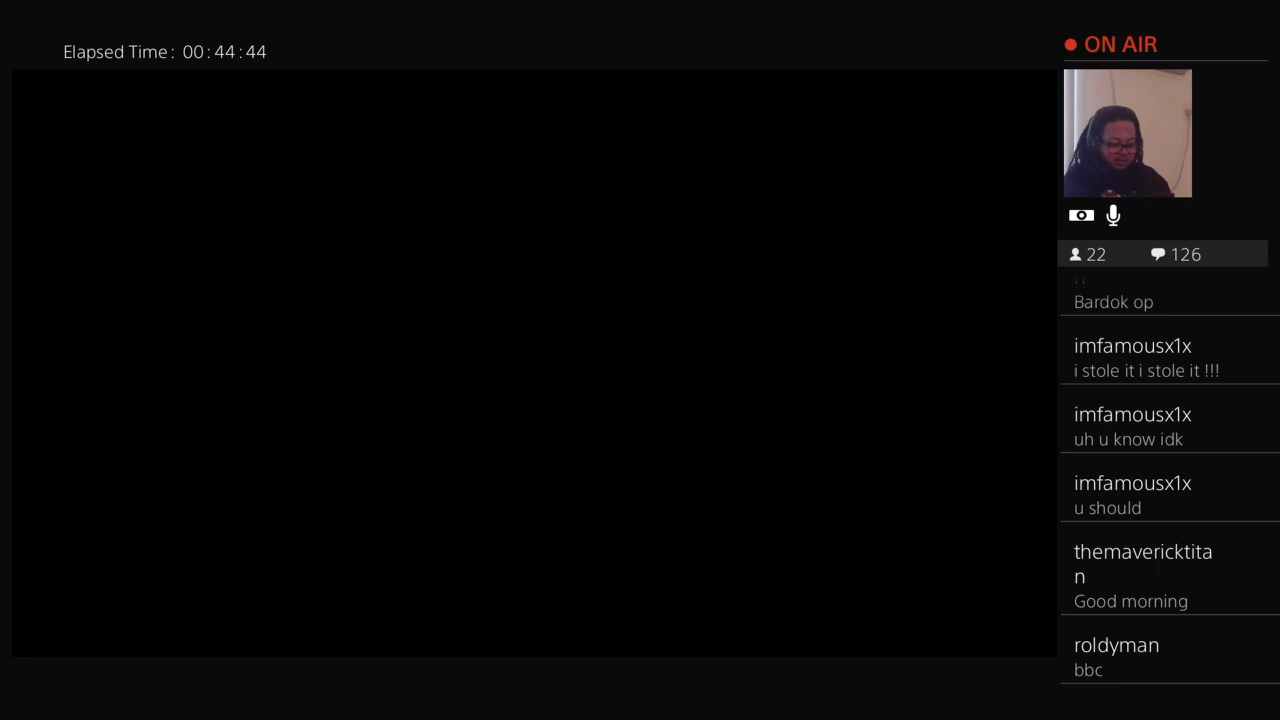 Elapsed Time: 00:44:44
ON AIR
22 126
Bardok op
imfamousx1x
i stole it i stole it !!!
imfamousx1x
uh u know idk
imfamousx1x
u should
themavericktita
n
Good morning
roldyman
bbc